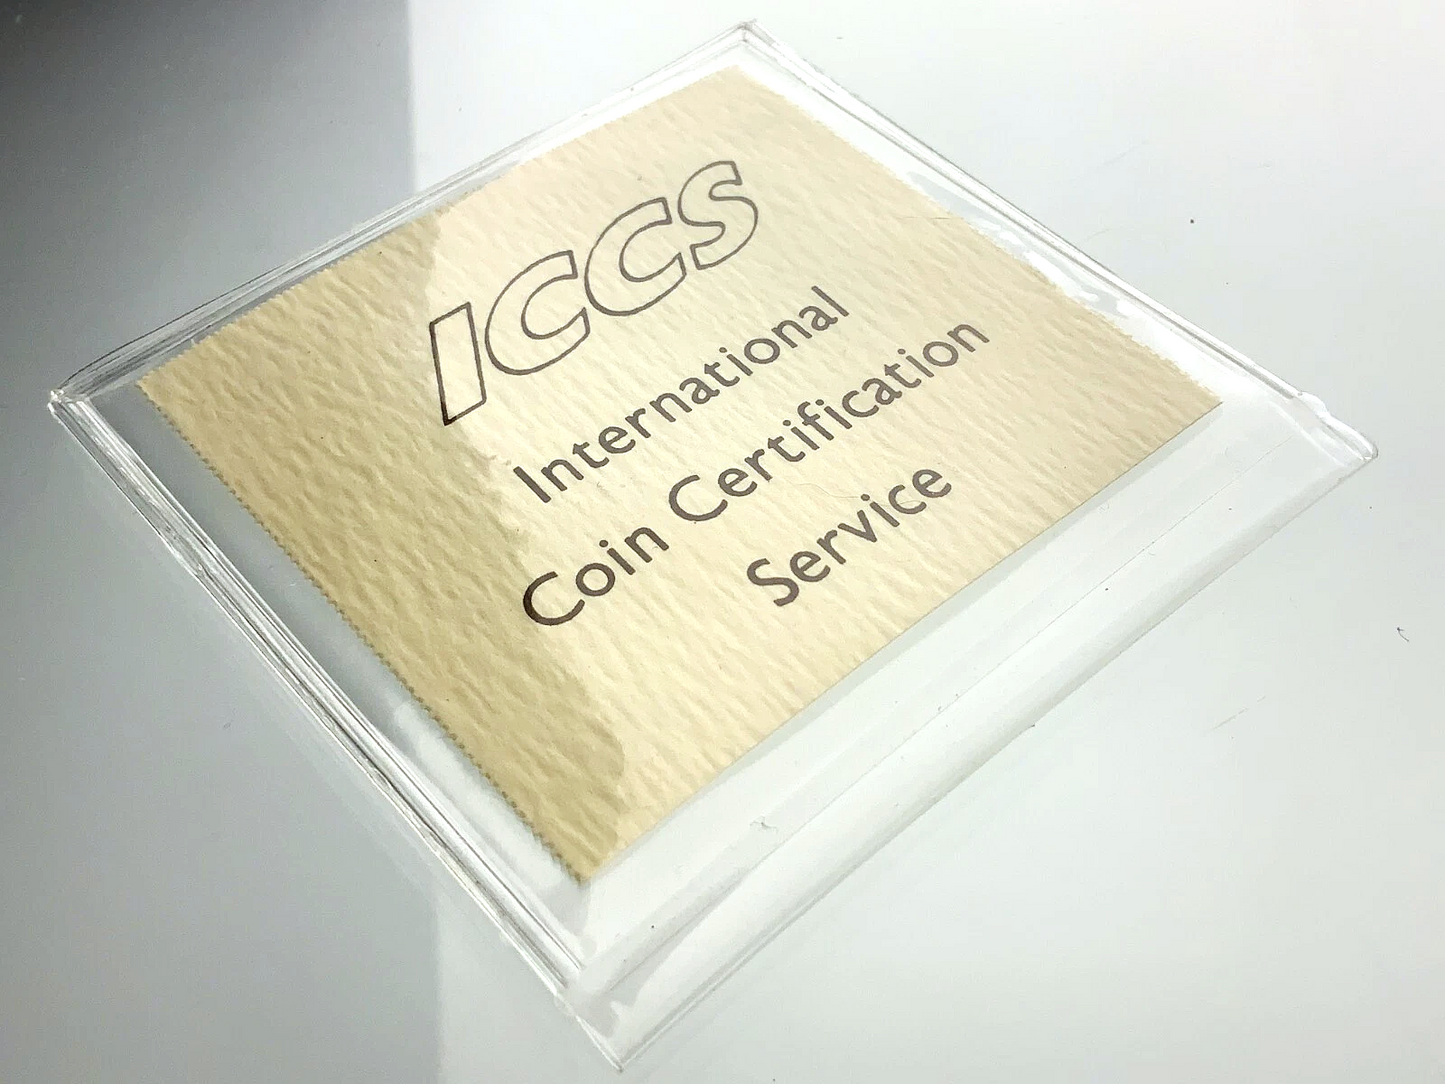 ICCS
International
Coin Certification
Service